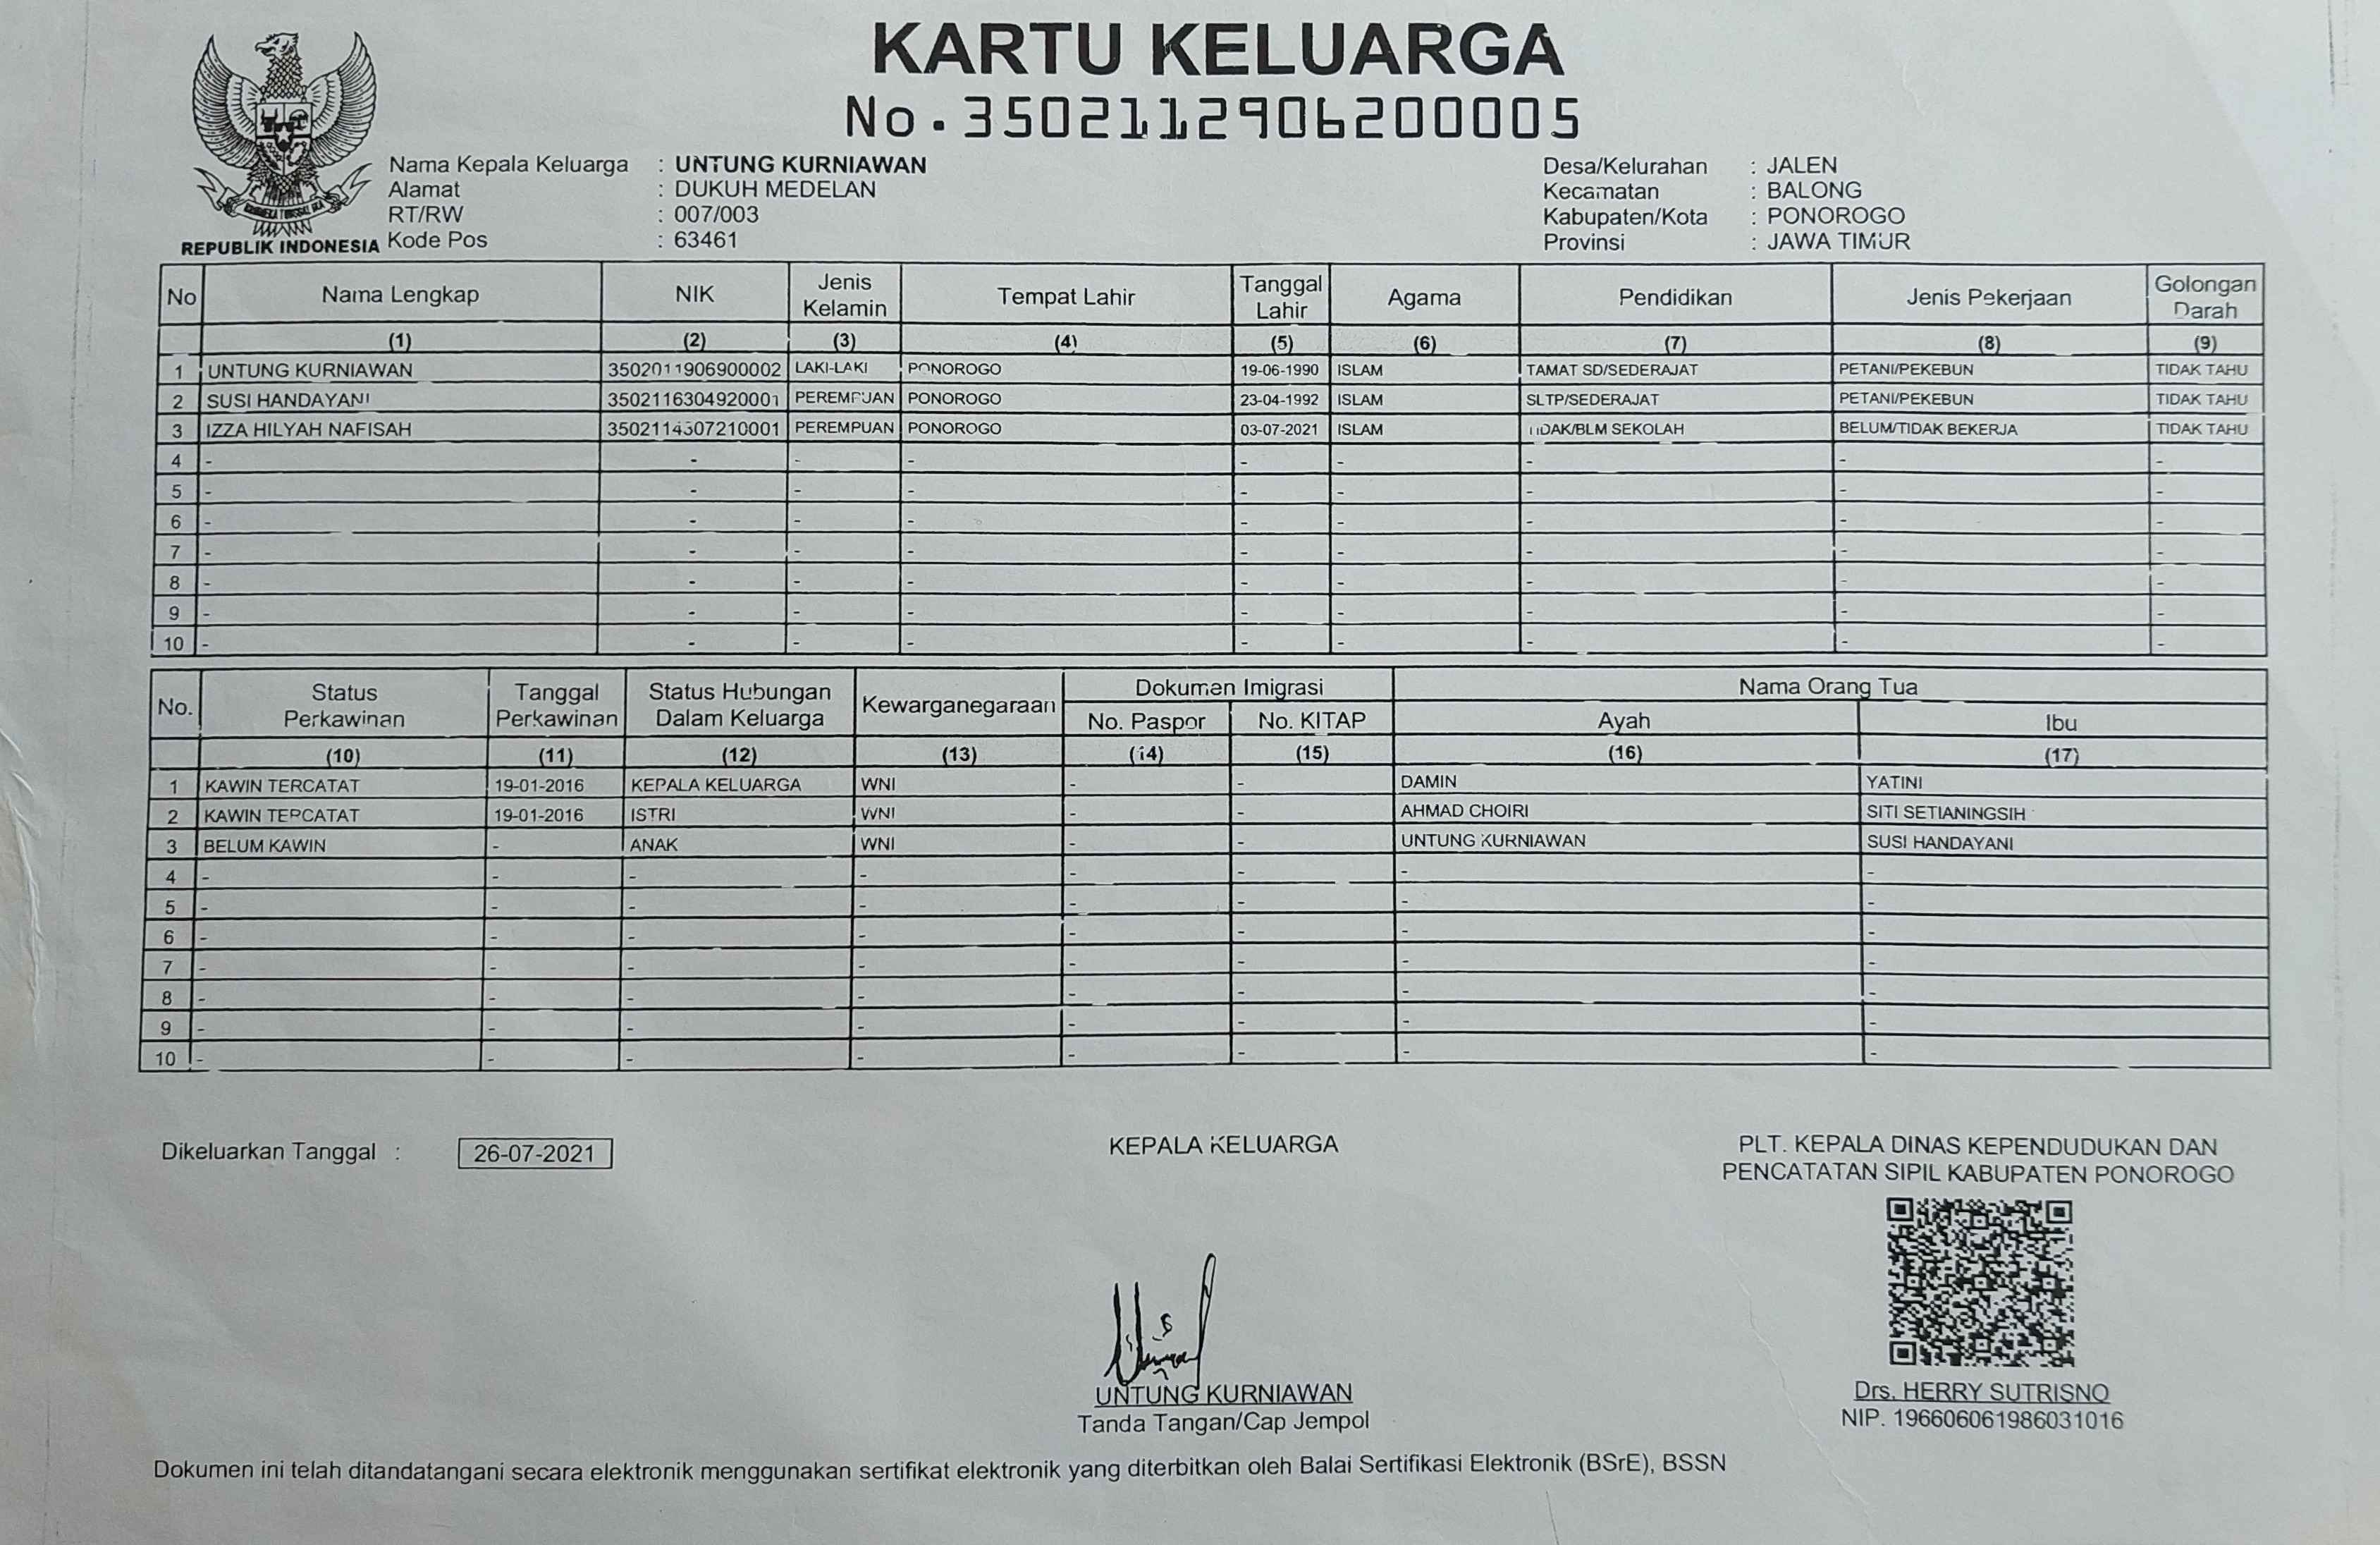 KARTU KELUARGA
No. 3502112906200005
REPUBLIK INDONESIA
Nama Kepala Keluarga : UNTUNG KURNIAWAN
Alamat : DUKUH MEDELAN
RT/RW : 007/003
Kode Pos : 63461
Desa/Kelurahan : JALEN
Kecamatan : BALONG
Kabupaten/Kota : PONOROGO
Provinsi : JAWA TIMUR
No Nama Lengkap NIK Jenis Kelamin Tempat Lahir Tanggal Lahir Agama Pendidikan Jenis Pekerjaan Golongan Darah
(1) (2) (3) (4) (5) (6) (7) (8) (9)
1 UNTUNG KURNIAWAN 3502011906900002 LAKI-LAKI PONOROGO 19-06-1990 ISLAM TAMAT SD/SEDERAJAT PETANI/PEKEBUN TIDAK TAHU
2 SUSI HANDAYANI 3502116304920001 PEREMPUAN PONOROGO 23-04-1992 ISLAM SLTP/SEDERAJAT PETANI/PEKEBUN TIDAK TAHU
3 IZZA HILYAH NAFISAH 3502114307210001 PEREMPUAN PONOROGO 03-07-2021 ISLAM TIDAK/BLM SEKOLAH BELUM/TIDAK BEKERJA TIDAK TAHU
4 - - - - - - - - -
5 - - - - - - - - -
6 - - - - - - - - -
7 - - - - - - - - -
8 - - - - - - - - -
9 - - - - - - - - -
10 - - - - - - - - -
No. Status Perkawinan Tanggal Perkawinan Status Hubungan Dalam Keluarga Kewarganegaraan Dokumen Imigrasi Nama Orang Tua
No. Paspor No. KITAP Ayah Ibu
(10) (11) (12) (13) (14) (15) (16) (17)
1 KAWIN TERCATAT 19-01-2016 KEPALA KELUARGA WNI - - DAMIN YATINI
2 KAWIN TERCATAT 19-01-2016 ISTRI WNI - - AHMAD CHOIRI SITI SETIANINGSIH
3 BELUM KAWIN - ANAK WNI - - UNTUNG KURNIAWAN SUSI HANDAYANI
4 - - - - - - - -
5 - - - - - - - -
6 - - - - - - - -
7 - - - - - - - -
8 - - - - - - - -
9 - - - - - - - -
10 - - - - - - - -
Dikeluarkan Tanggal : 26-07-2021
KEPALA KELUARGA
UNTUNG KURNIAWAN
Tanda Tangan/Cap Jempol
PLT. KEPALA DINAS KEPENDUDUKAN DAN
PENCATATAN SIPIL KABUPATEN PONOROGO
Drs. HERRY SUTRISNO
NIP. 196606061986031016
Dokumen ini telah ditandatangani secara elektronik menggunakan sertifikat elektronik yang diterbitkan oleh Balai Sertifikasi Elektronik (BSrE), BSSN